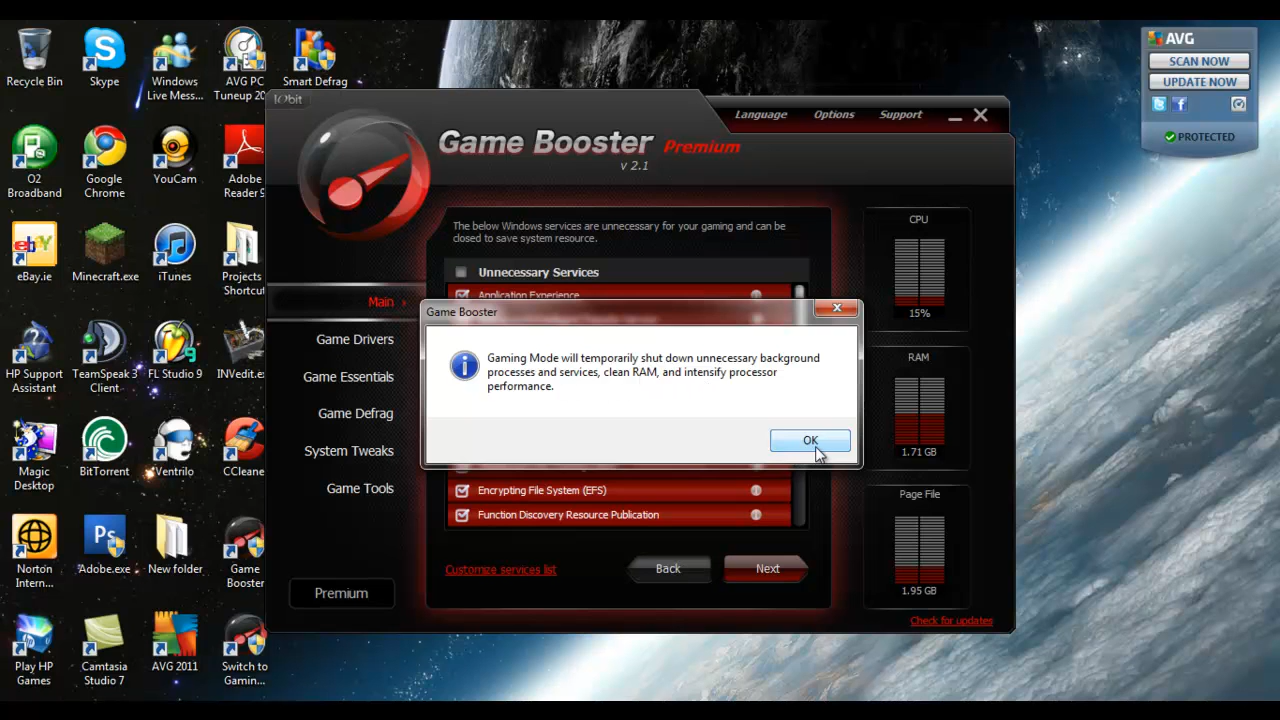 Recycle Bin
Skype
Windows
Live Mess...
AVG PC
Tuneup 20
Smart Defrag
O2
Broadband
Google
Chrome
YouCam
Adobe
Reader 9
eBay.ie
Minecraft.exe
iTunes
Projects
Shortcut
HP Support
Assistant
TeamSpeak 3
Client
FL Studio 9
INVedit.ex
Magic
Desktop
BitTorrent
Ventrilo
CCleane
Norton
Intern...
Adobe.exe
New folder
Game
Booster
Play HP
Games
Camtasia
Studio 7
AVG 2011
Switch to
Gamin...
IObit
Language
Options
Support
Game Booster Premium
v 2.1
Main
Game Drivers
Game Essentials
Game Defrag
System Tweaks
Game Tools
Premium
The below Windows services are unnecessary for your gaming and can be
closed to save system resource.
Unnecessary Services
Application Experience
Game Booster
Gaming Mode will temporarily shut down unnecessary background
processes and services, clean RAM, and intensify processor
performance.
OK
Encrypting File System (EFS)
Function Discovery Resource Publication
Customize services list
Back
Next
CPU
15%
RAM
1.71 GB
Page File
1.95 GB
Check for updates
AVG
SCAN NOW
UPDATE NOW
PROTECTED